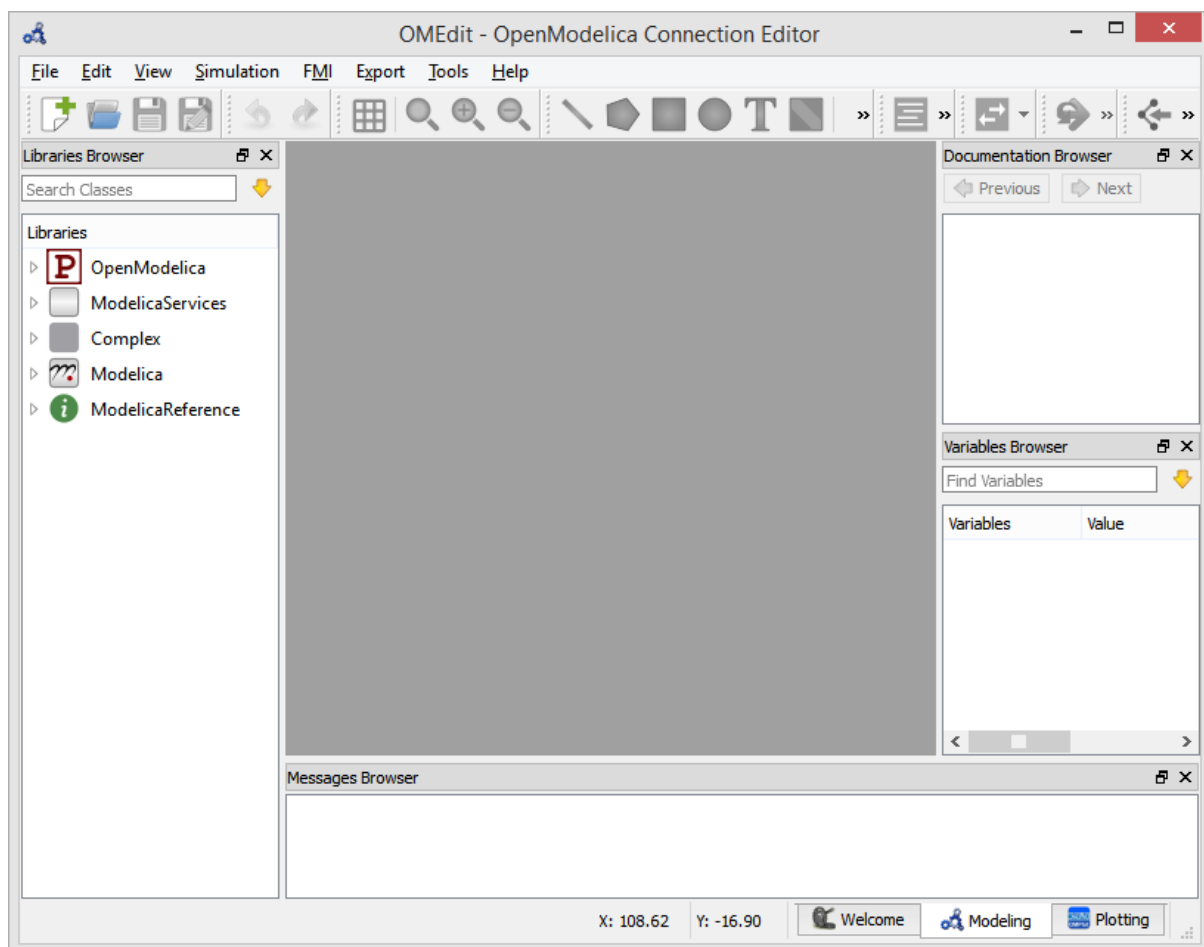 OMEdit - OpenModelica Connection Editor
File Edit View Simulation FMI Export Tools Help
T
Libraries Browser
Search Classes
Libraries
P OpenModelica
ModelicaServices
Complex
Modelica
i ModelicaReference
Documentation Browser
Previous Next
Variables Browser
Find Variables
Variables Value
Messages Browser
X: 108.62 Y: -16.90 Welcome Modeling Plotting